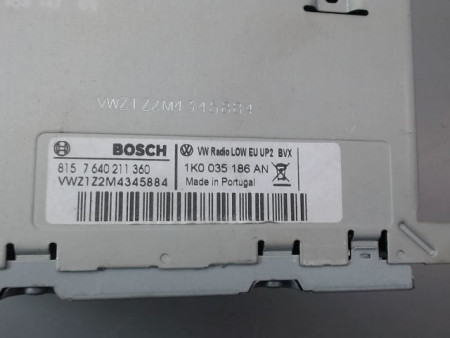 VWZ1Z2M4345884
BOSCH
VW Radio LOW EU UP2 BVX
815 7 640 211 360
1K0 035 186 AN
VWZ1Z2M4345884
Made in Portugal